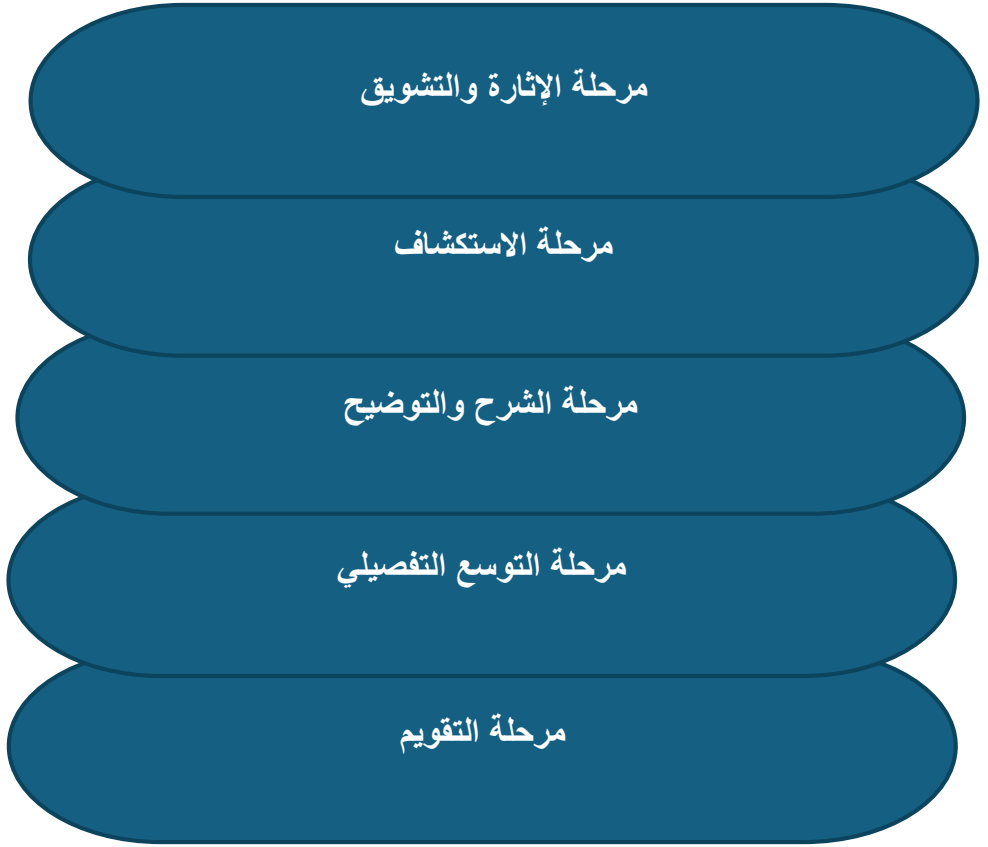 مرحلة الإثارة والتشويق
مرحلة الاستكشاف
مرحلة الشرح والتوضيح
مرحلة التوسع التفصيلي
مرحلة التقويم